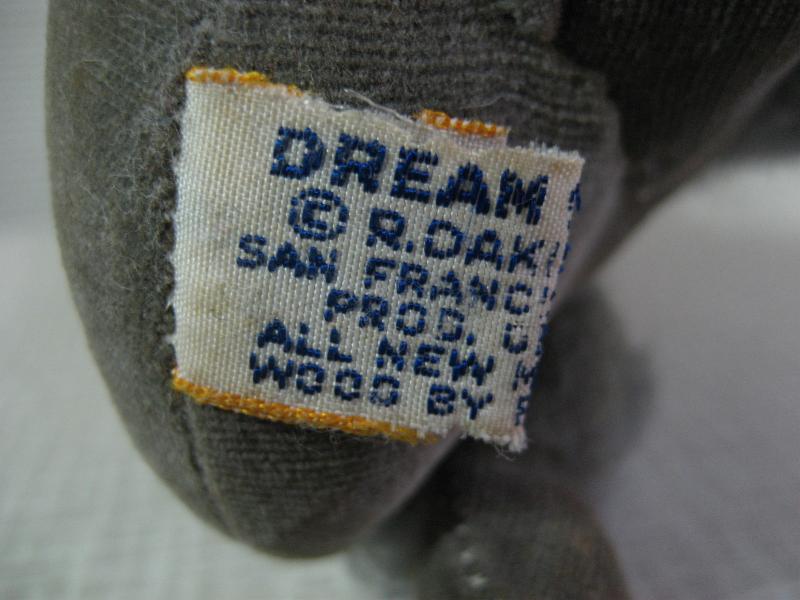 DREAM
© R.DAK
SAN FRANC
PROD. U
ALL NEW
WOOD BY